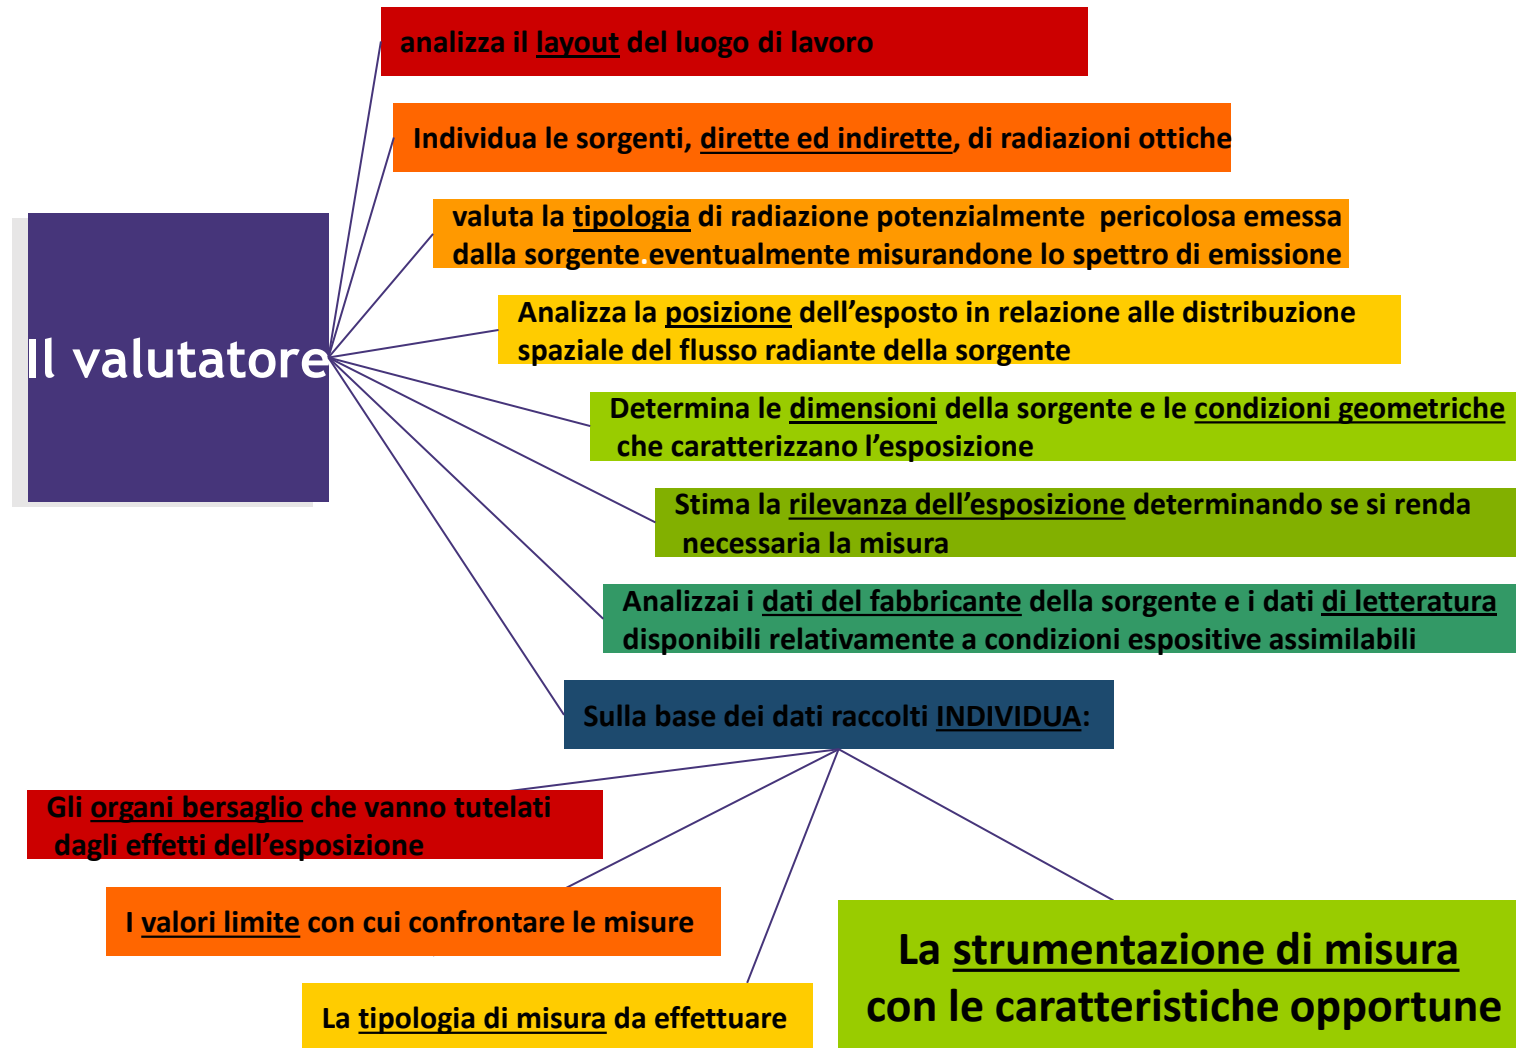 analizza il layout del luogo di lavoro
Individua le sorgenti, dirette ed indirette, di radiazioni ottiche
valuta la tipologia di radiazione potenzialmente pericolosa emessa
dalla sorgente.eventualmente misurandone lo spettro di emissione
Analizza la posizione dell’esposto in relazione alle distribuzione
spaziale del flusso radiante della sorgente
Il valutatore
Determina le dimensioni della sorgente e le condizioni geometriche
che caratterizzano l’esposizione
Stima la rilevanza dell’esposizione determinando se si renda
necessaria la misura
Analizzai i dati del fabbricante della sorgente e i dati di letteratura
disponibili relativamente a condizioni espositive assimilabili
Sulla base dei dati raccolti INDIVIDUA:
Gli organi bersaglio che vanno tutelati
dagli effetti dell’esposizione
I valori limite con cui confrontare le misure
La tipologia di misura da effettuare
La strumentazione di misura
con le caratteristiche opportune